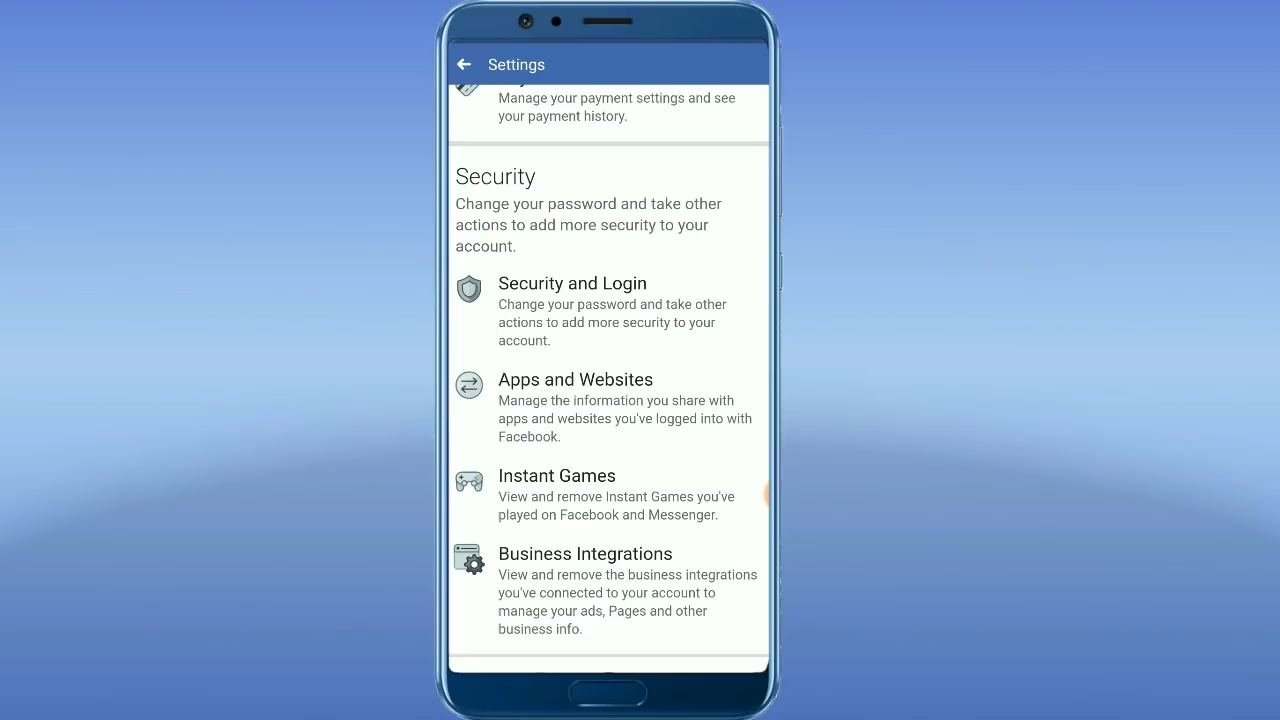 Settings
Manage your payment settings and see
your payment history.
Security
Change your password and take other
actions to add more security to your
account.
Security and Login
Change your password and take other
actions to add more security to your
account.
Apps and Websites
Manage the information you share with
apps and websites you've logged into with
Facebook.
Instant Games
View and remove Instant Games you've
played on Facebook and Messenger.
Business Integrations
View and remove the business integrations
you've connected to your account to
manage your ads, Pages and other
business info.